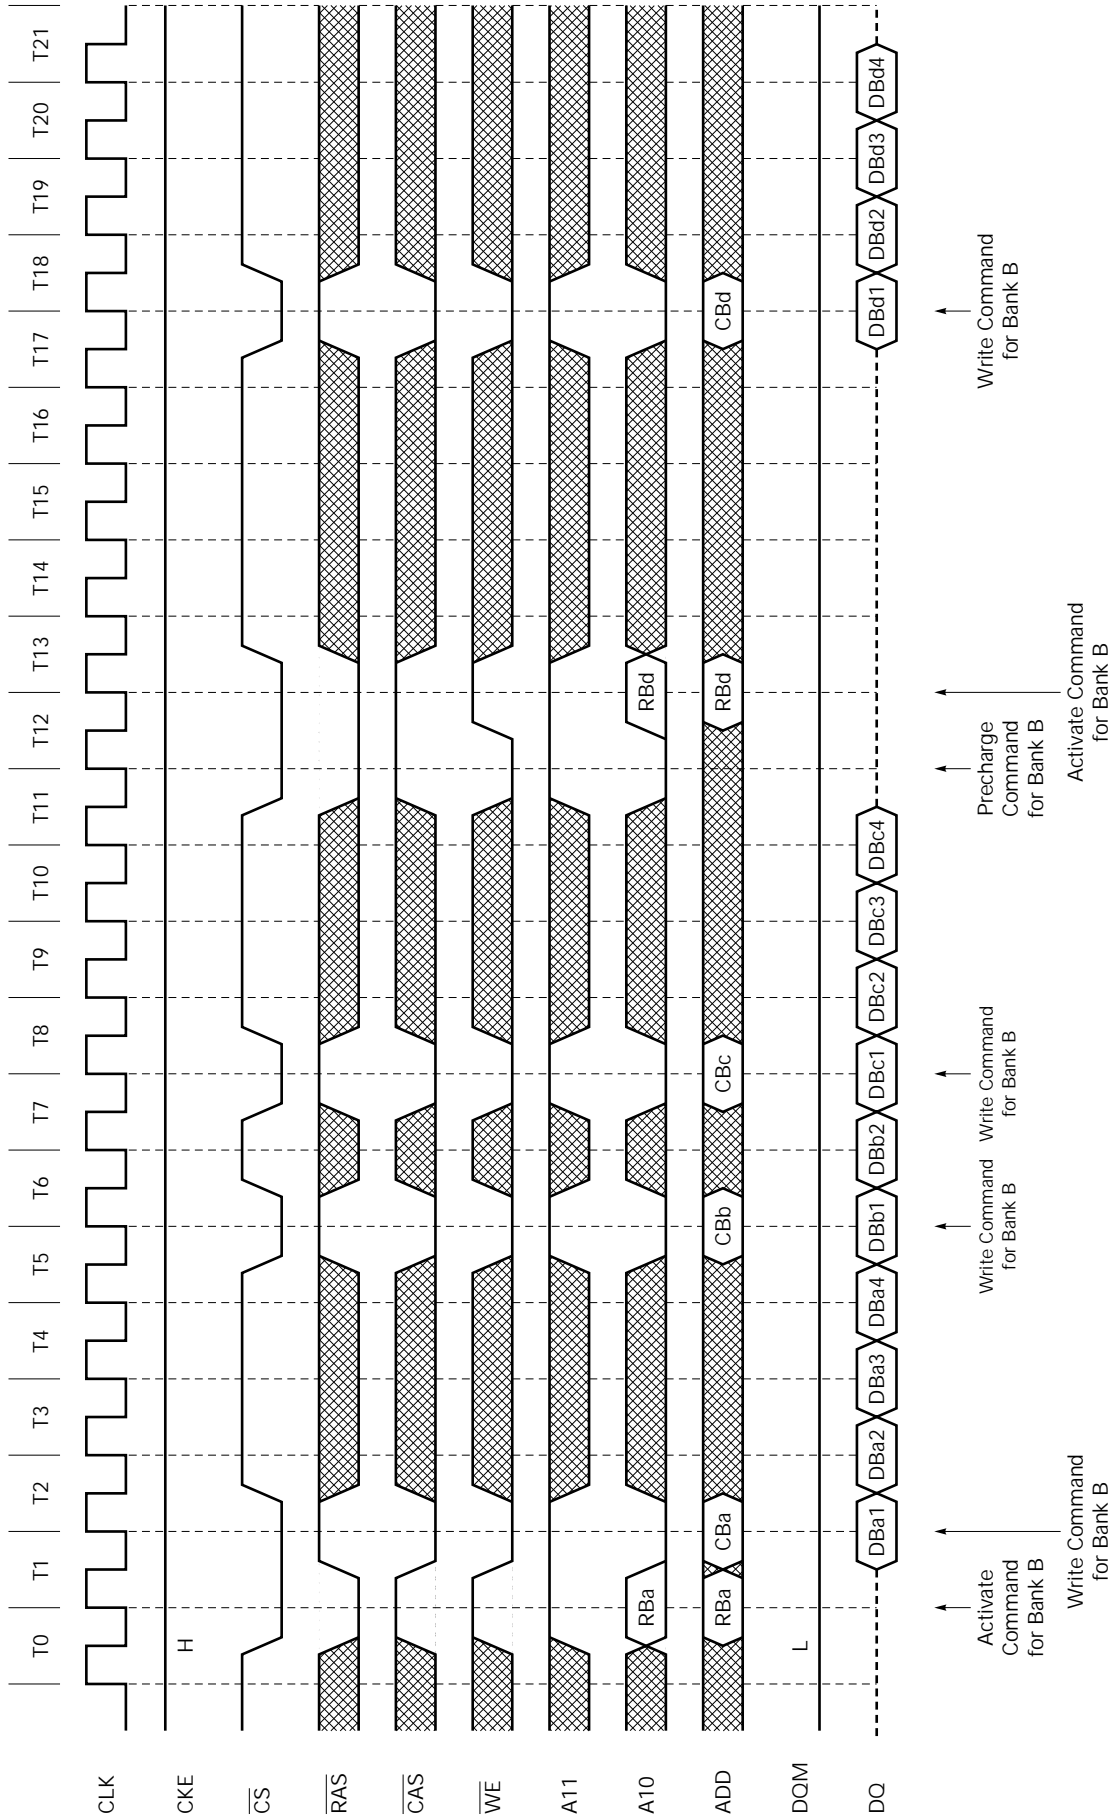 T0 T1 T2 T3 T4 T5 T6 T7 T8 T9 T10 T11 T12 T13 T14 T15 T16 T17 T18 T19 T20 T21
CLK
CKE H
CS
RAS
CAS
WE
A11
A10 RBa RBd
ADD RBa CBa CBb CBc RBd CBd
DQM L
DQ DBa1 DBa2 DBa3 DBa4 DBb1 DBb2 DBc1 DBc2 DBc3 DBc4 DBd1 DBd2 DBd3 DBd4
Activate
Command
for Bank B
Write Command
for Bank B
Write Command
for Bank B
Write Command
for Bank B
Precharge
Command
for Bank B
Activate Command
for Bank B
Write Command
for Bank B